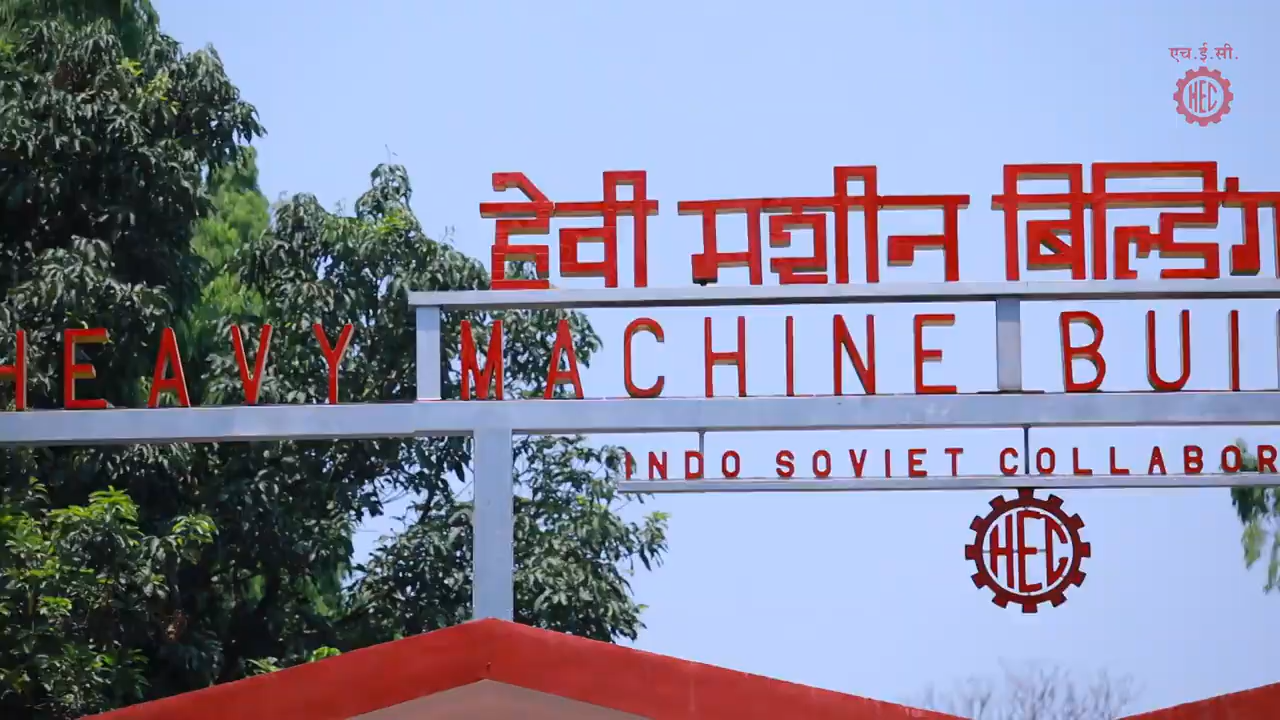 एच.ई.सी.
HEC
हेवी मशीन बिल्डिंग
HEAVY MACHINE BUI
INDO SOVIET COLLABOR
HEC